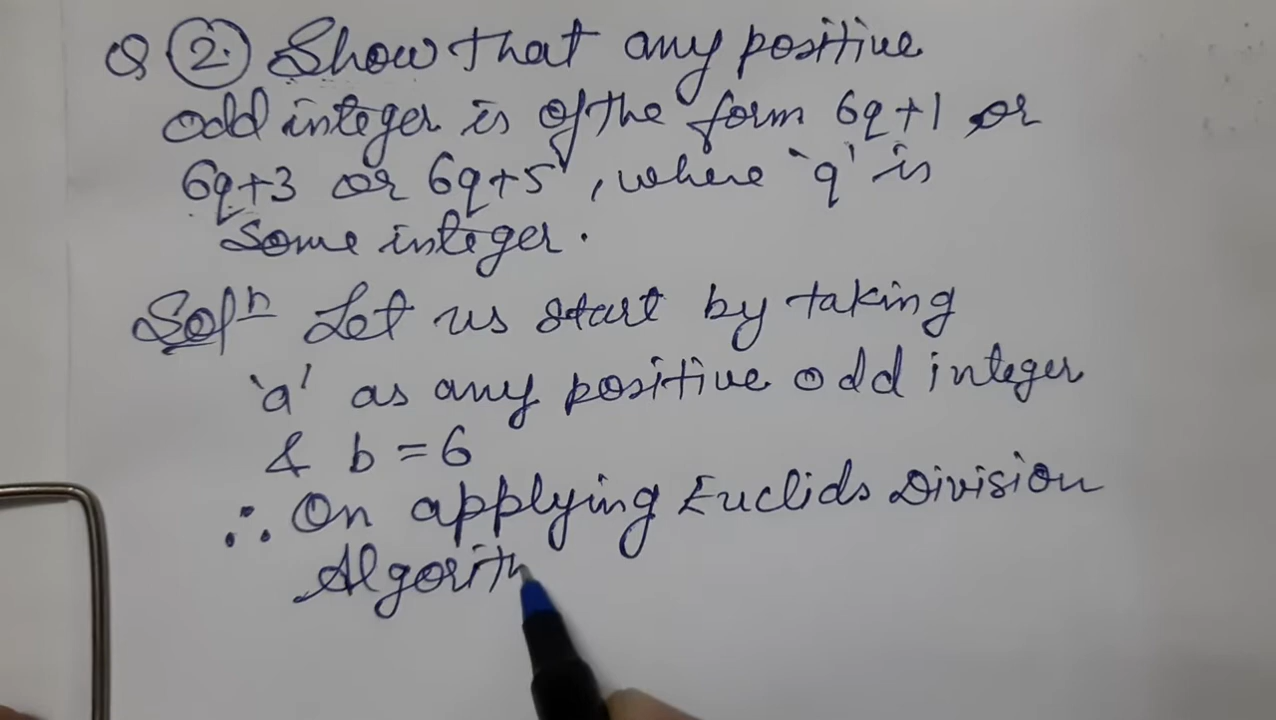 Q (2.) Show that any positive
odd integer is of the form 6q+1 or
6q+3 or 6q+5, where 'q' is
some integer.
Solⁿ Let us start by taking
'a' as any positive odd integer
& b = 6
∴ On applying Euclids Division
Algorith